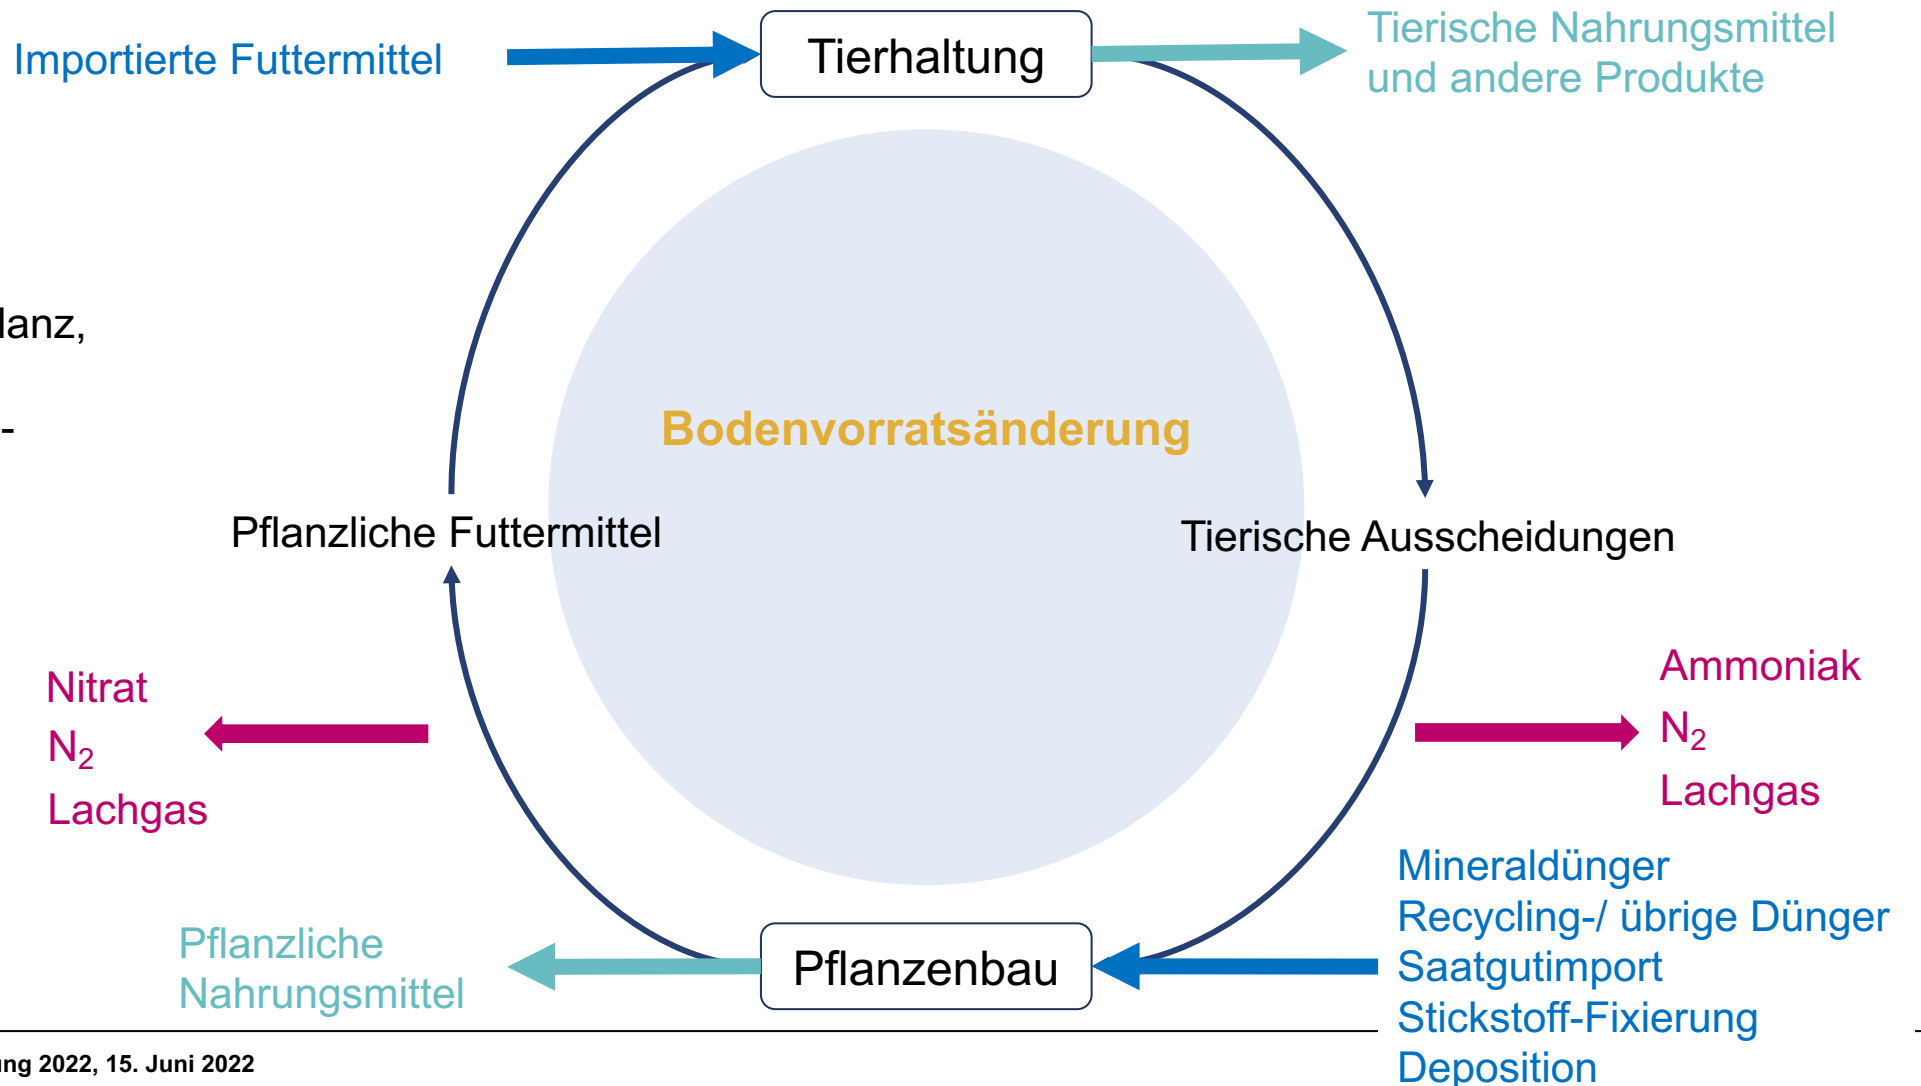 Importierte Futtermittel
Tierhaltung
Tierische Nahrungsmittel
und andere Produkte
lanz,
-
Bodenvorratsänderung
Pflanzliche Futtermittel
Tierische Ausscheidungen
Nitrat
N₂
Lachgas
Ammoniak
N₂
Lachgas
Pflanzliche
Nahrungsmittel
Pflanzenbau
Mineraldünger
Recycling-/ übrige Dünger
Saatgutimport
Stickstoff-Fixierung
Deposition
ung 2022, 15. Juni 2022